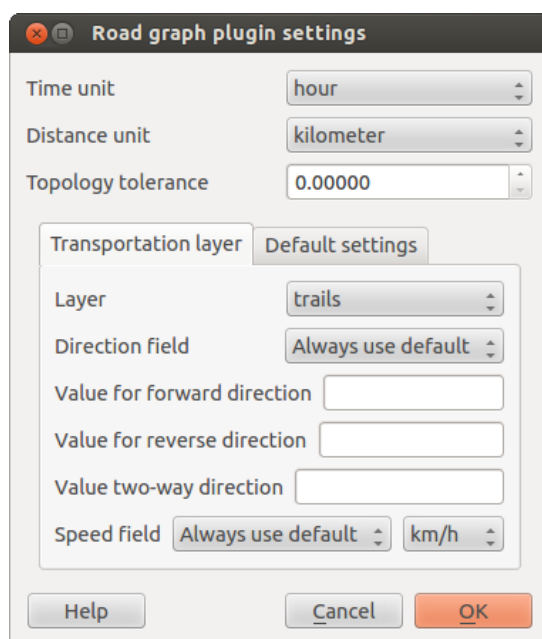 Road graph plugin settings
Time unit hour
Distance unit kilometer
Topology tolerance 0.00000
Transportation layer Default settings
Layer trails
Direction field Always use default
Value for forward direction
Value for reverse direction
Value two-way direction
Speed field Always use default km/h
Help Cancel OK